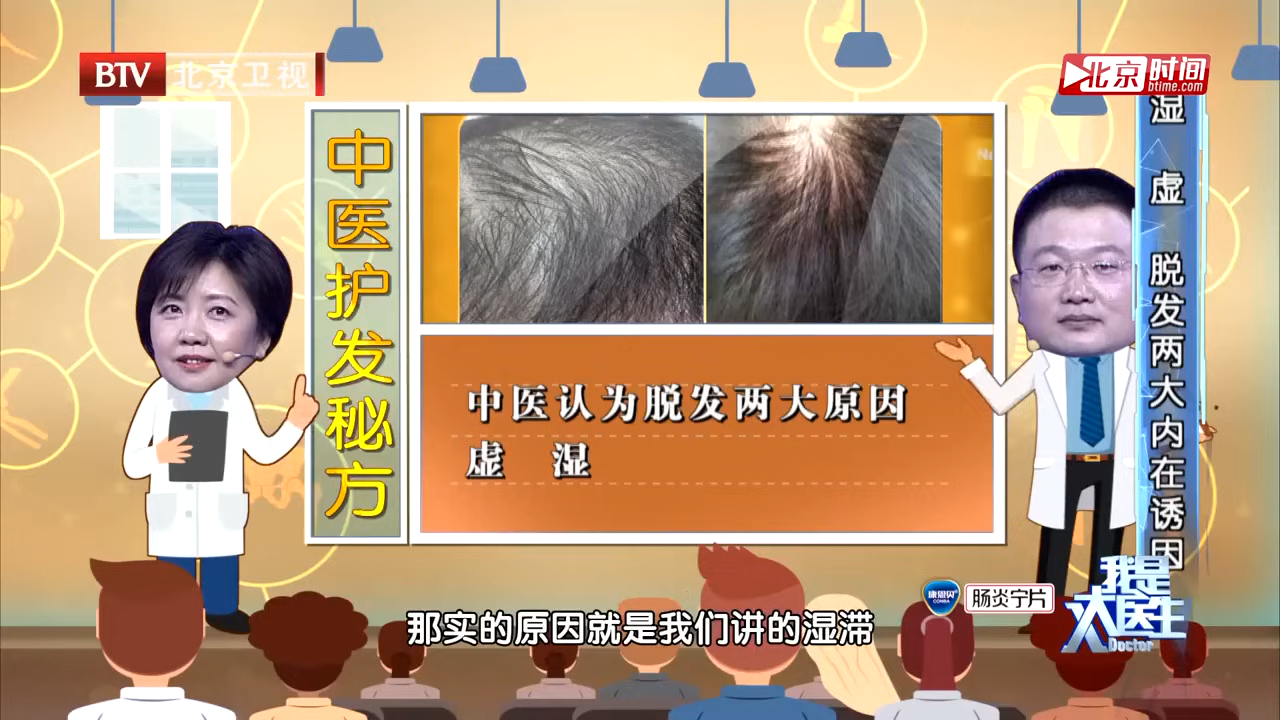 BTV 北京卫视
北京时间
btime.com
中医护发秘方
中医认为脱发两大原因
虚 湿
湿 虚 脱发两大内在诱因
康恩贝
CONBA
肠炎宁片
我是大医生
Doctor
那实的原因就是我们讲的湿滞